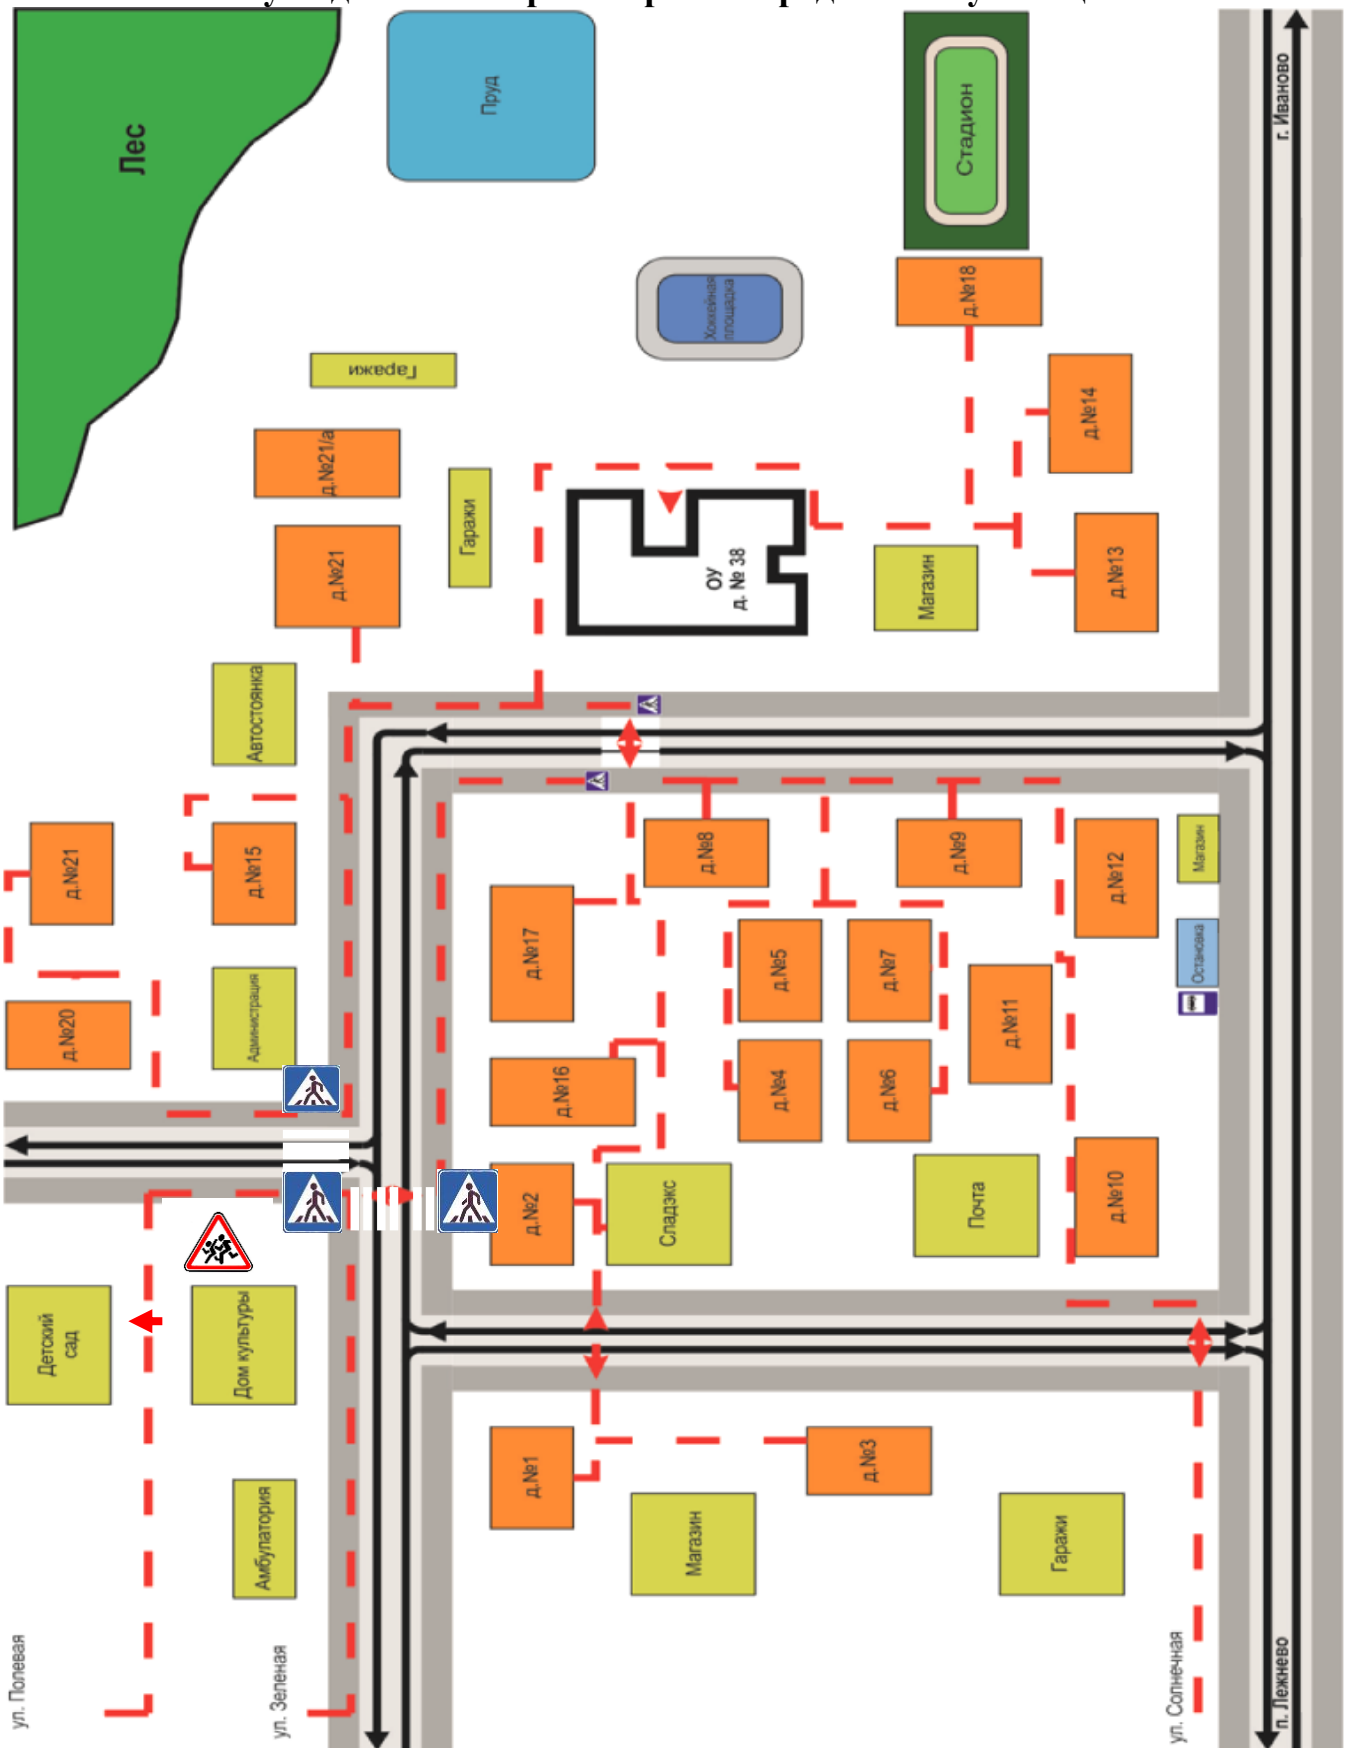 Лес
Пруд
Стадион
г. Иваново
Хоккейная
площадка
д.№18
Гаражи
д.№14
д.№21/а
Гаражи
д.№21
ОУ
д. № 38
Магазин
д.№13
Автостоянка
д.№21
д.№15
д.№8
д.№9
д.№12
Магазин
д.№17
д.№5
д.№7
Остановка
д.№20
Администрация
д.№16
д.№4
д.№6
д.№11
д.№2
Сладэкс
Почта
д.№10
Детский
сад
Дом культуры
д.№1
д.№3
Амбулатория
Магазин
Гаражи
ул. Полевая
ул. Зеленая
ул. Солнечная
п. Лежнево